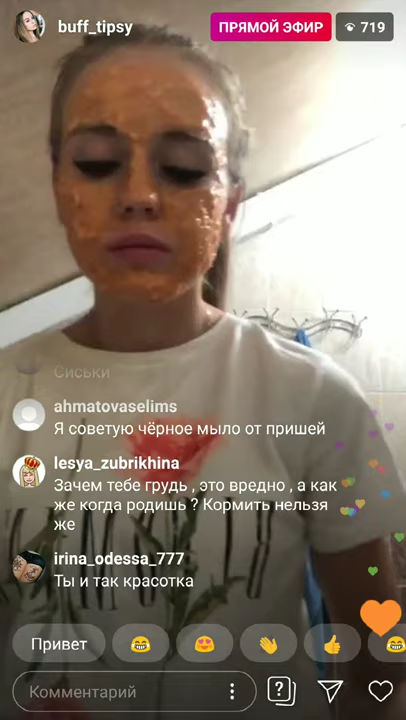 buff_tipsy
ПРЯМОЙ ЭФИР
719
Сиськи
ahmatovaselims
Я советую чёрное мыло от пришей
lesya_zubrikhina
Зачем тебе грудь , это вредно , а как
же когда родишь ? Кормить нельзя
же
irina_odessa_777
Ты и так красотка
Привет
Комментарий